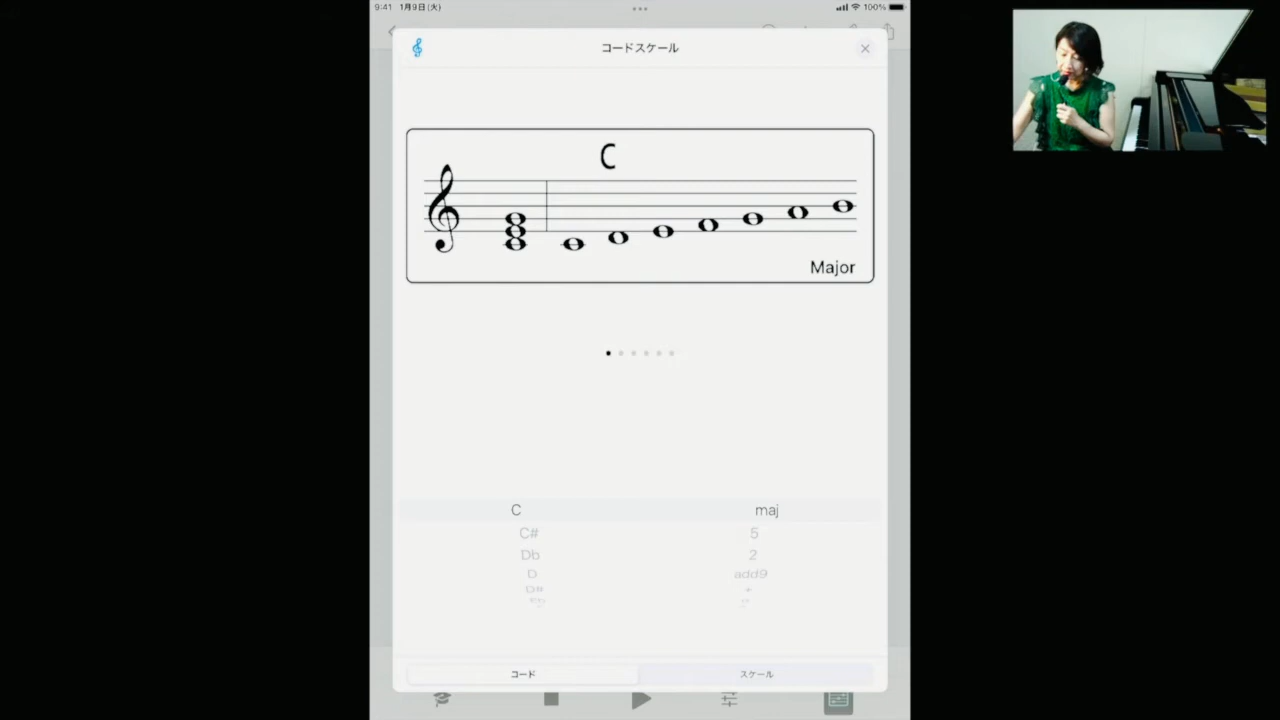 9:41 1月9日(火) 100%
コードスケール
C
Major
C maj
C# 5
Db 2
D add9
D# +
コード スケール